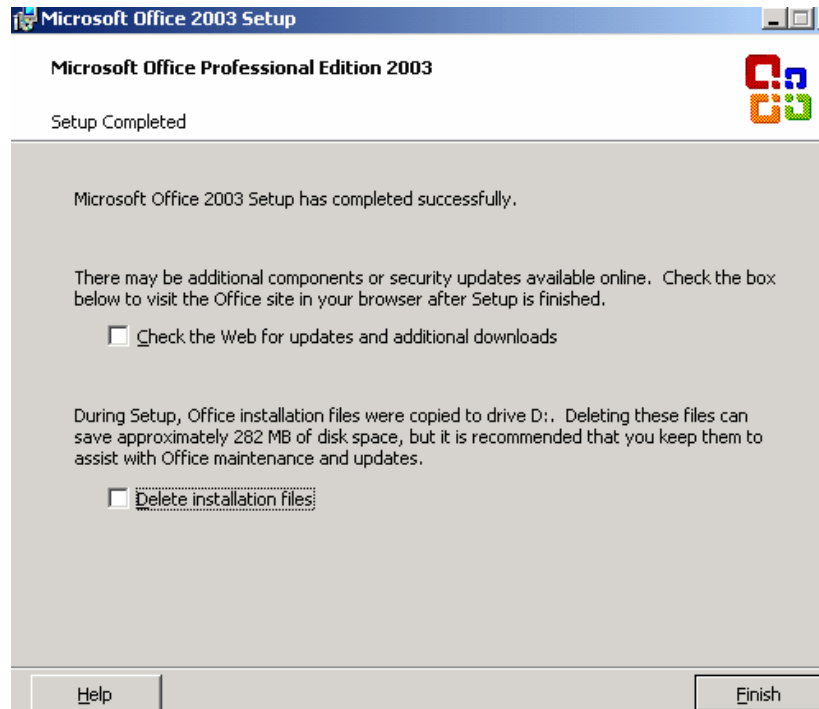 Microsoft Office 2003 Setup
Microsoft Office Professional Edition 2003
Setup Completed
Microsoft Office 2003 Setup has completed successfully.
There may be additional components or security updates available online.  Check the box
below to visit the Office site in your browser after Setup is finished.
Check the Web for updates and additional downloads
During Setup, Office installation files were copied to drive D:.  Deleting these files can
save approximately 282 MB of disk space, but it is recommended that you keep them to
assist with Office maintenance and updates.
Delete installation files
Help
Finish